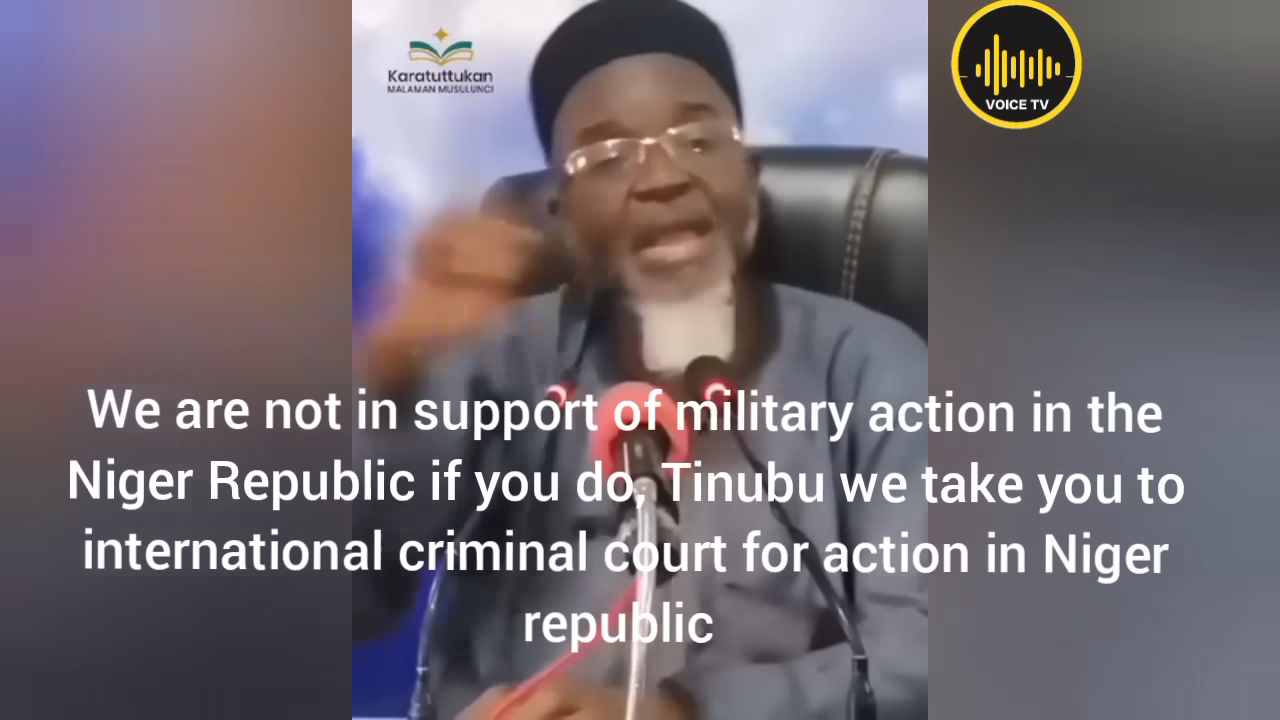 Karatuttukan
MALAMAN MUSULUNCI
VOICE TV
We are not in support of military action in the
Niger Republic if you do, Tinubu we take you to
international criminal court for action in Niger
republic